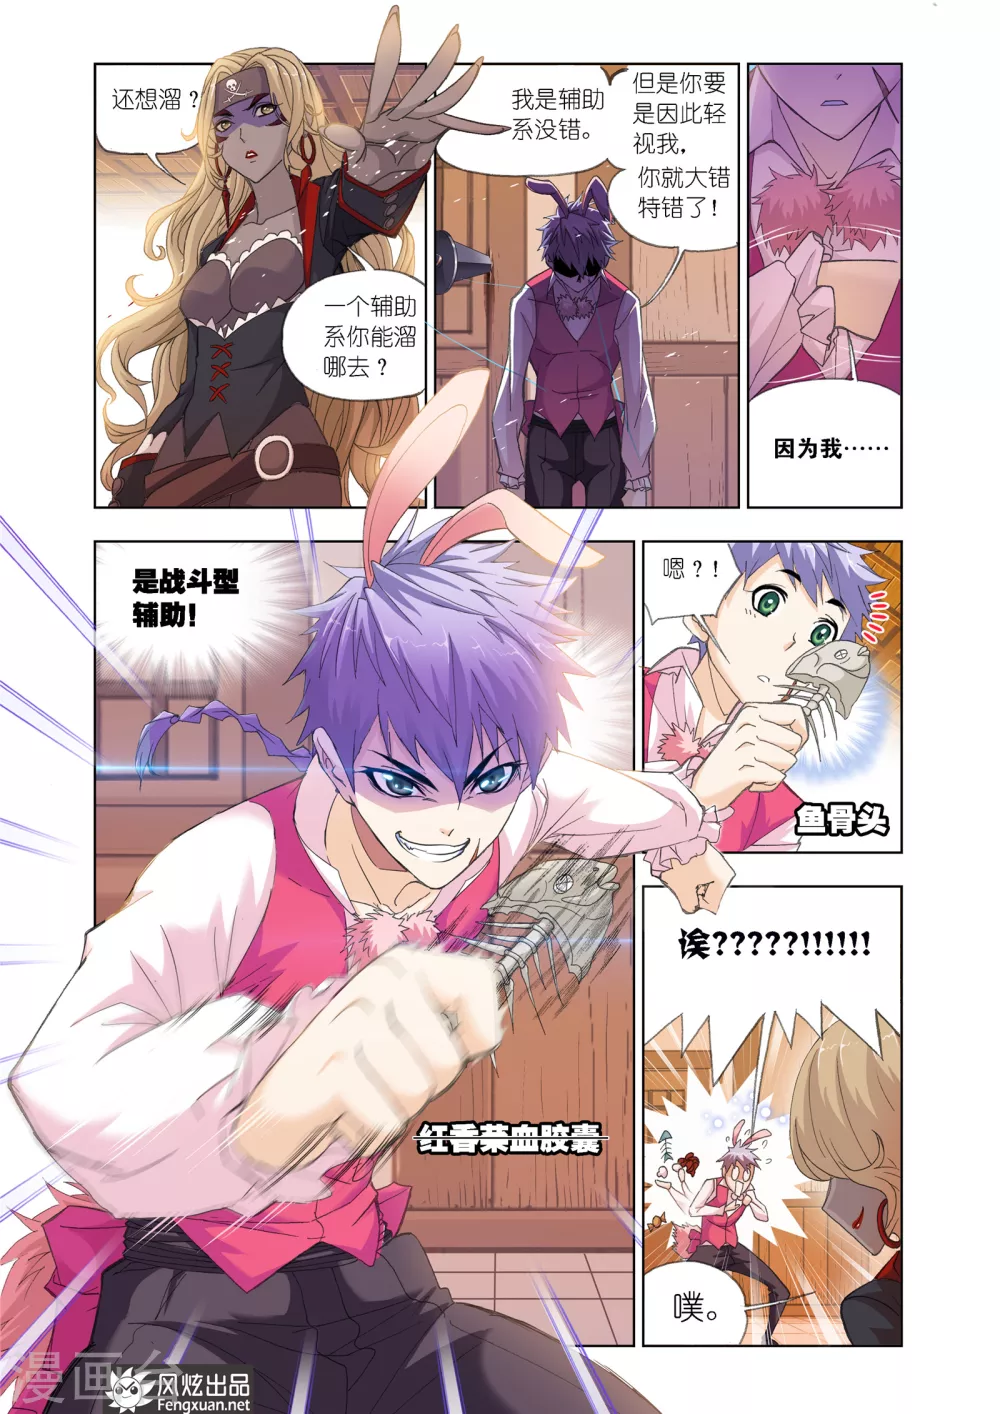 还想溜？
一个辅助
系你能溜
哪去？
我是辅助
系没错。
但是你要
是因此轻
视我，
你就大错
特错了！
因为我……
是战斗型
辅助！
红香菜血胶囊
嗯？！
鱼骨头
诶?????!!!!!!
噗。
漫画台
风炫出品
Fengxuan.net